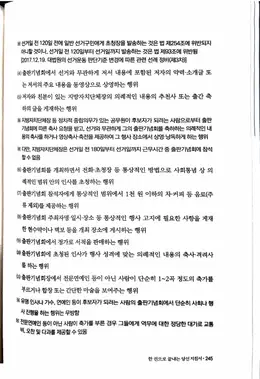 ※ 선거일 전 120일 전에 일반 선거구민에게 초청장을 발송하는 것은 법 제254조에 위반되지
아니할 것이나, 선거일 전 120일부터 선거일까지 발송하는 것은 법 제93조에 위반됨
[2017.12.19. 대법원의 선거운동 판단기준 변경에 따른 관련 선례 정비(제3차)]
출판기념회에서 선거와 무관하게 저서 내용에 포함된 저자의 약력·소개글 또
는 저서의 주요 내용을 동영상으로 상영하는 행위
저자와 친분이 있는 지방자치단체장의 의례적인 내용의 추천사 또는 출간 축
하의 글을 게재하는 행위
※ 지방자치단체장 등 정치적 중립의무가 있는 공무원이 후보자가 되려는 사람으로부터 출판
기념회에 따른 축사 요청을 받고, 선거와 무관하게 그의 출판기념회를 축하하는 의례적인 내
용의 축사를 하거나 영상축사·축전을 제공하여 그 행사 장소에서 상영·낭독하게 하는 행위
※ 다만, 지방자치단체장은 선거일 전 180일부터 선거일까지 근무시간 중 출판기념회에 참석
할 수 없음
출판기념회를 개최하면서 친화·초청장 등 통상적인 방법으로 사회통념 상 의
례적인 범위 안의 인사를 초청하는 행위
출판기념회 참석자에게 통상적인 범위에서 1천 원 이하의 차·커피 등 음료(주
류 제외)를 제공하는 행위
출판기념회 주최자명·일시·장소 등 통상적인 행사 고지에 필요한 사항을 게재
한 현수막이나 벽보 등을 개최 장소에 게시하는 행위
출판기념회에서 정가로 서적을 판매하는 행위
출판기념회에 초청된 인사가 행사 성격에 맞는 의례적인 내용의 축사·격려사
를 하는 행위
출판기념회장에서 전문연예인 등이 아닌 사람이 단순히 1~2곡 정도의 축가를
부르거나 합창 또는 간단한 마술을 보여주는 행위
※ 유명 인사나 가수, 연예인 등이 후보자가 되려는 사람의 출판기념회에서 단순히 사회나 행
사 진행을 하는 행위는 무방함
※ 전문연예인 등이 아닌 사람이 축가를 부른 경우 그들에게 역무에 대한 정당한 대가로 교통
비, 오찬 및 다과를 제공할 수 있음
한 권으로 끝내는 당선 지침서 · 245